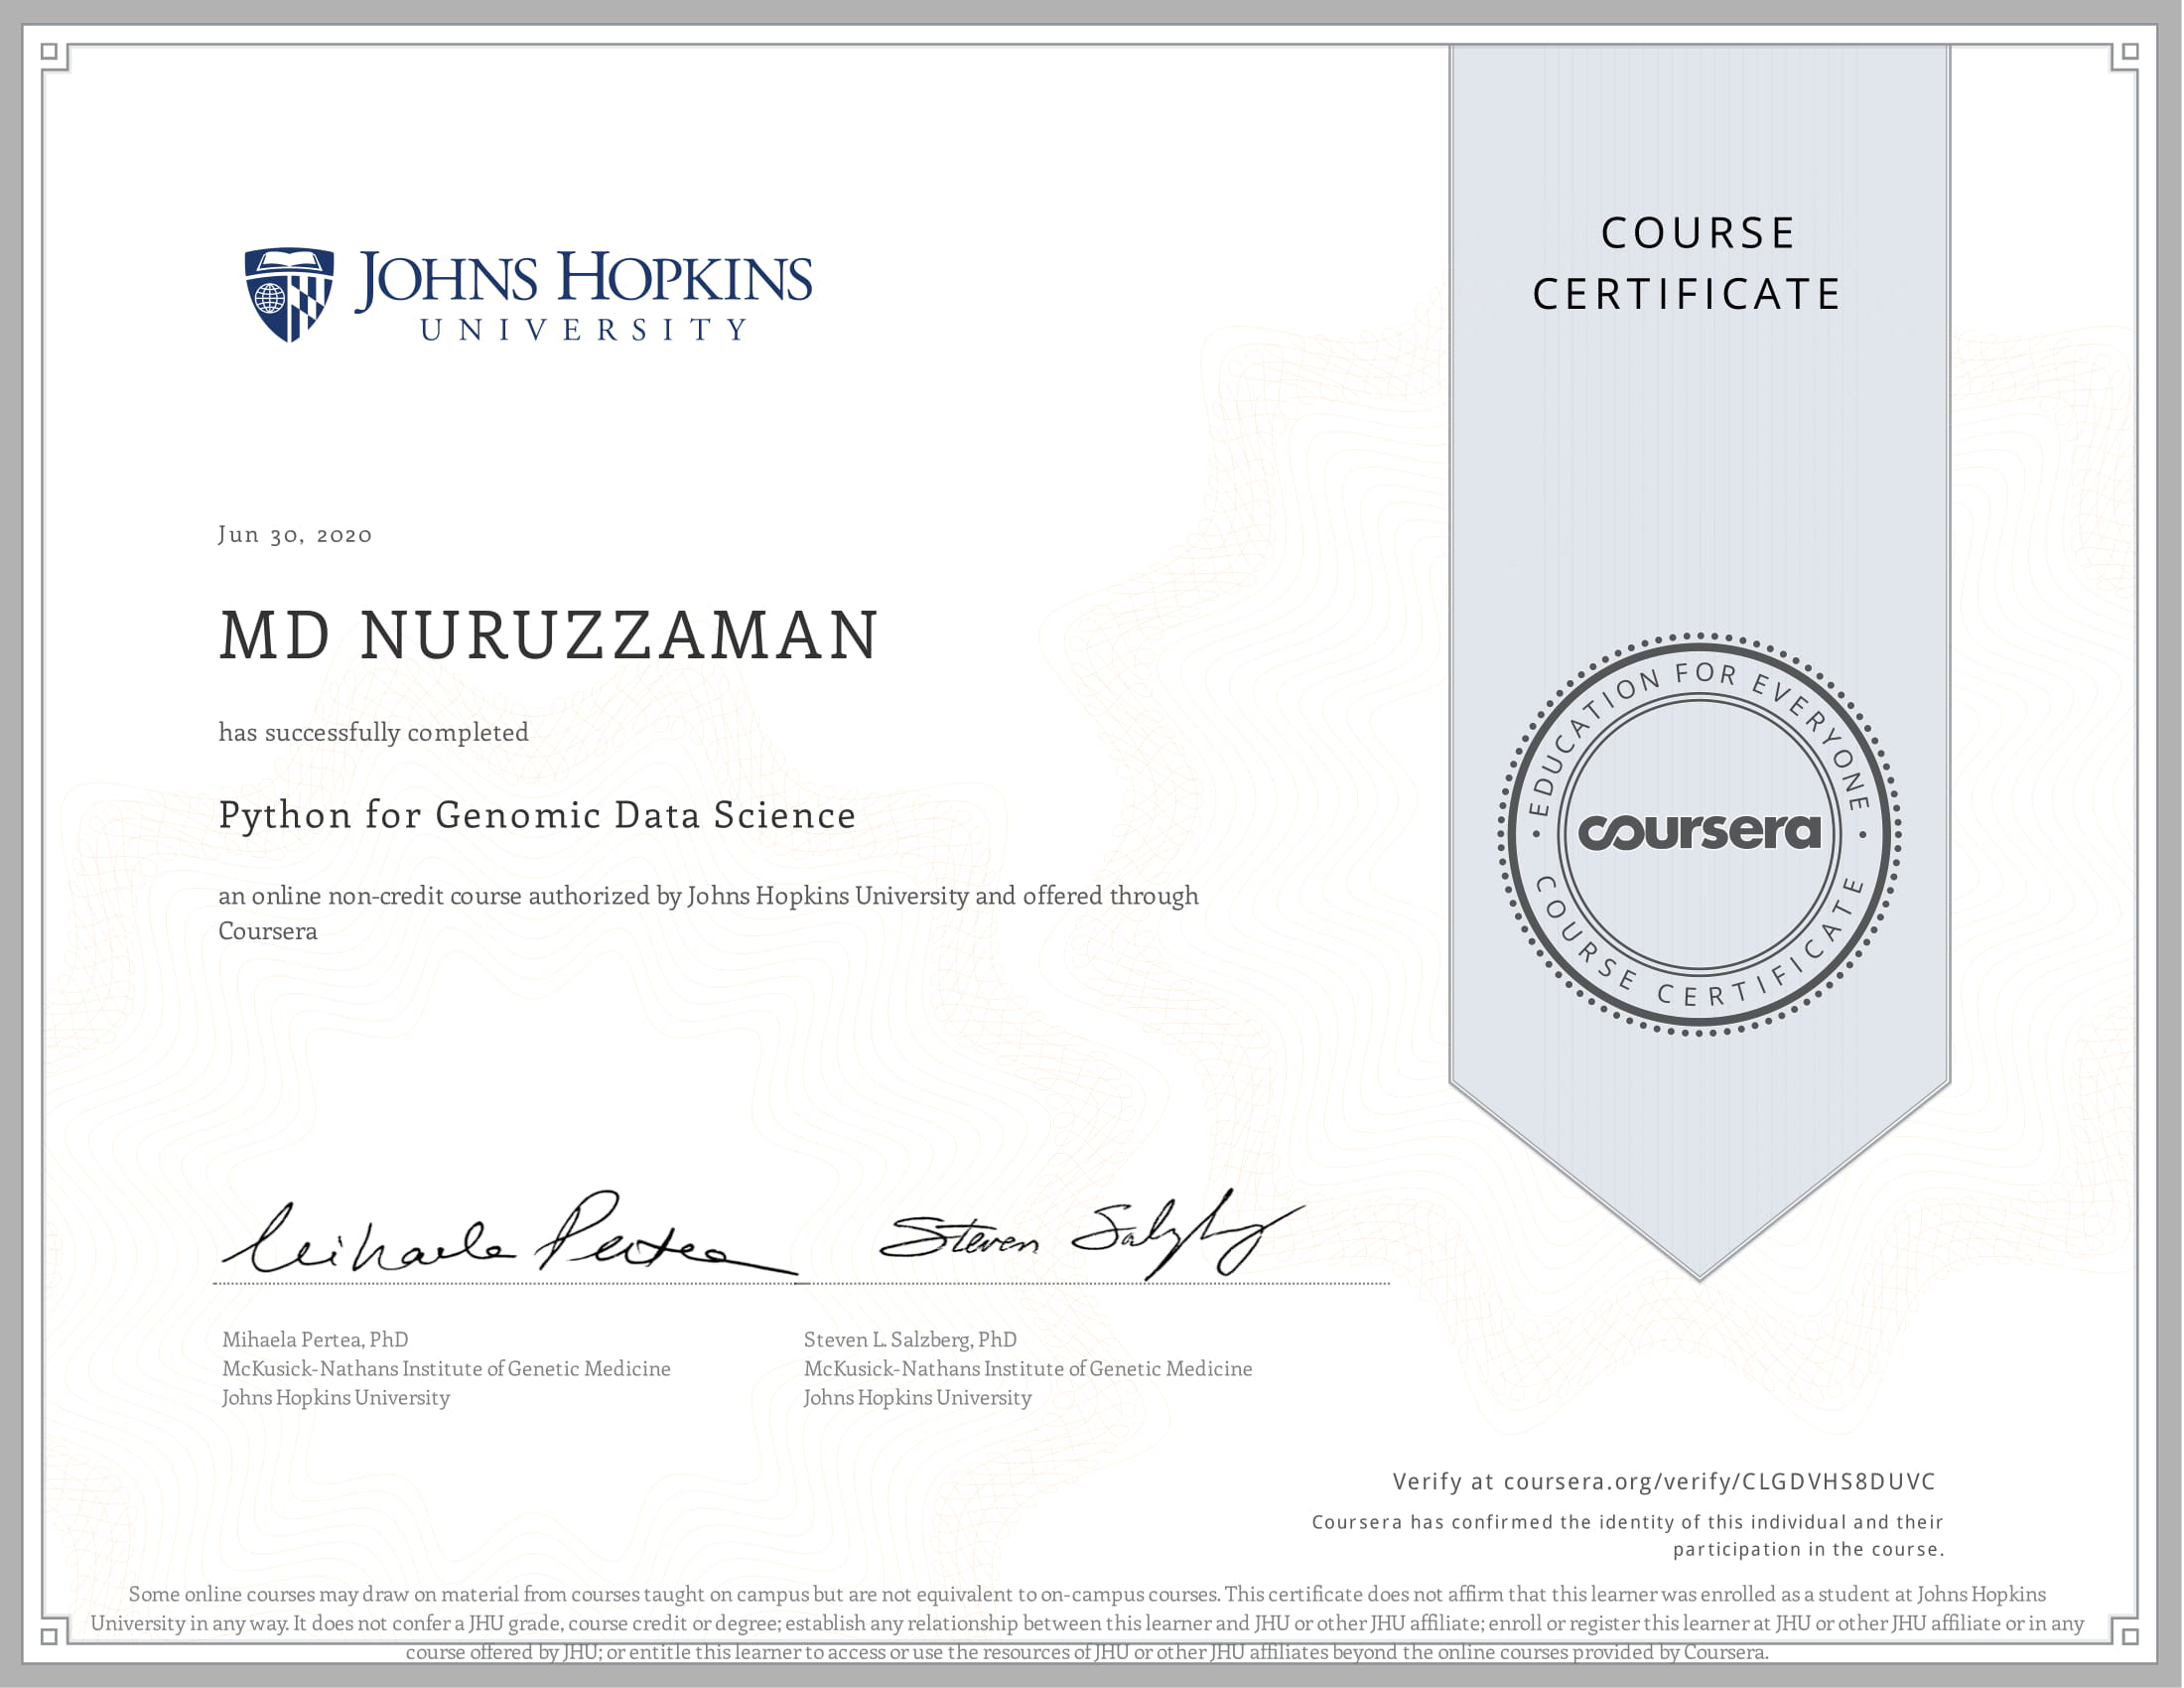 JOHNS HOPKINS
UNIVERSITY
COURSE
CERTIFICATE
Jun 30, 2020
MD NURUZZAMAN
has successfully completed
Python for Genomic Data Science
an online non-credit course authorized by Johns Hopkins University and offered through
Coursera
EDUCATION FOR EVERYONE
coursera
COURSE CERTIFICATE
Mihaela Pertea
Steven Salzberg
Mihaela Pertea, PhD
McKusick-Nathans Institute of Genetic Medicine
Johns Hopkins University
Steven L. Salzberg, PhD
McKusick-Nathans Institute of Genetic Medicine
Johns Hopkins University
Verify at coursera.org/verify/CLGDVHS8DUVC
Coursera has confirmed the identity of this individual and their
participation in the course.
Some online courses may draw on material from courses taught on campus but are not equivalent to on-campus courses. This certificate does not affirm that this learner was enrolled as a student at Johns Hopkins
University in any way. It does not confer a JHU grade, course credit or degree; establish any relationship between this learner and JHU or other JHU affiliate; enroll or register this learner at JHU or other JHU affiliate or in any
course offered by JHU; or entitle this learner to access or use the resources of JHU or other JHU affiliates beyond the online courses provided by Coursera.